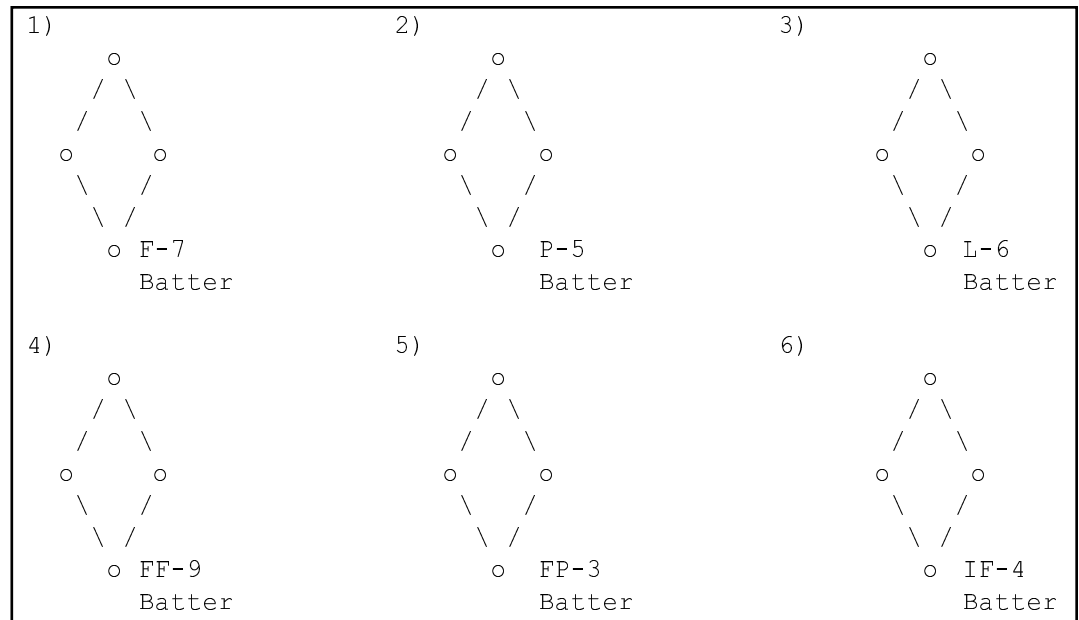 1) 2) 3)
F-7 P-5 L-6
Batter Batter Batter
4) 5) 6)
FF-9 FP-3 IF-4
Batter Batter Batter